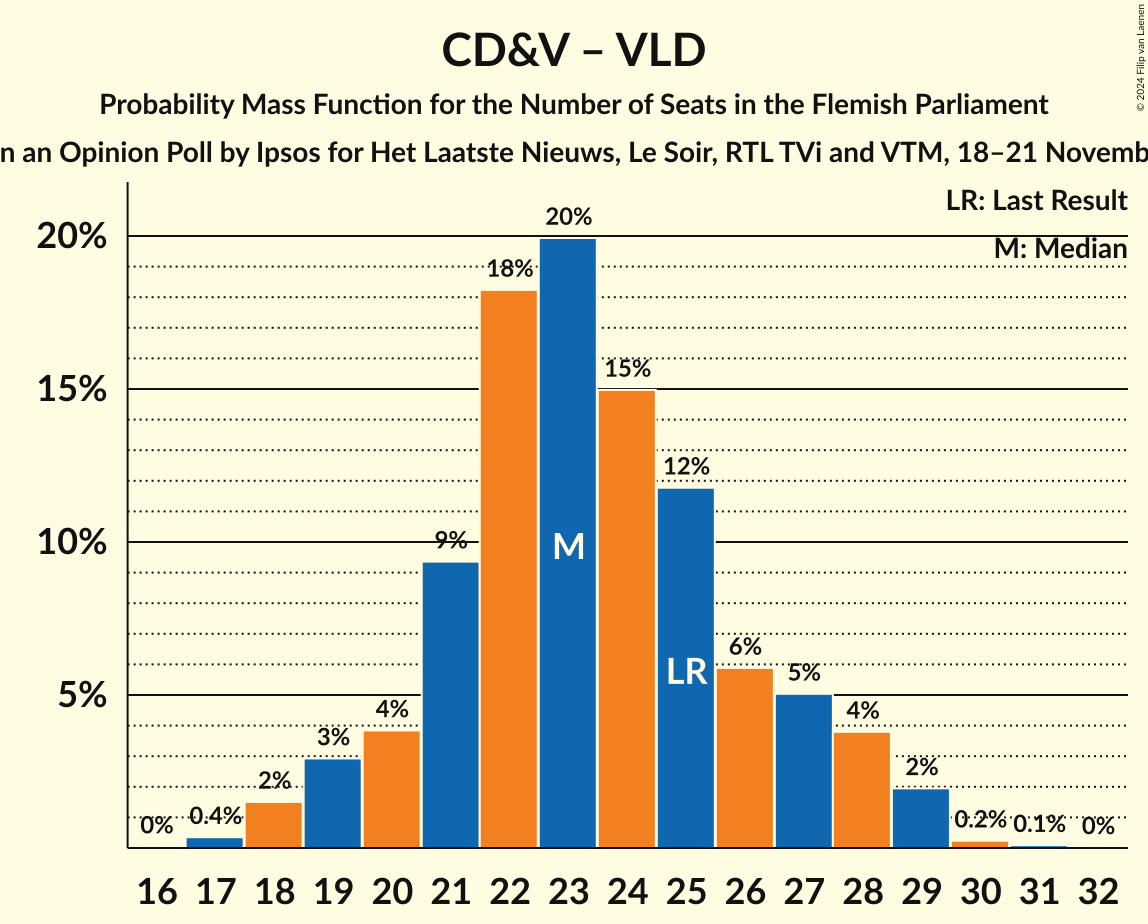 CD&V – VLD
Probability Mass Function for the Number of Seats in the Flemish Parliament
an Opinion Poll by Ipsos for Het Laatste Nieuws, Le Soir, RTL TVi and VTM, 18–21
© 2024 Filip van Laenen
LR: Last Result
M: Median
20%
15%
10%
5%
0%
0.4%
2%
3%
4%
9%
18%
20%
15%
12%
6%
5%
4%
2%
0.2%
0.1%
0%
M
LR
16 17 18 19 20 21 22 23 24 25 26 27 28 29 30 31 32